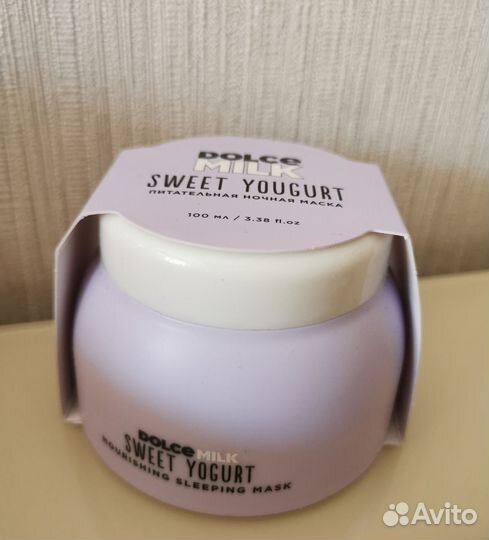 DOLCE
MILK
SWEET YOUGURT
ПИТАТЕЛЬНАЯ НОЧНАЯ МАСКА
100 МЛ / 3.38 fl.oz
DOLCE MILK
SWEET YOGURT
NOURISHING SLEEPING MASK
Avito